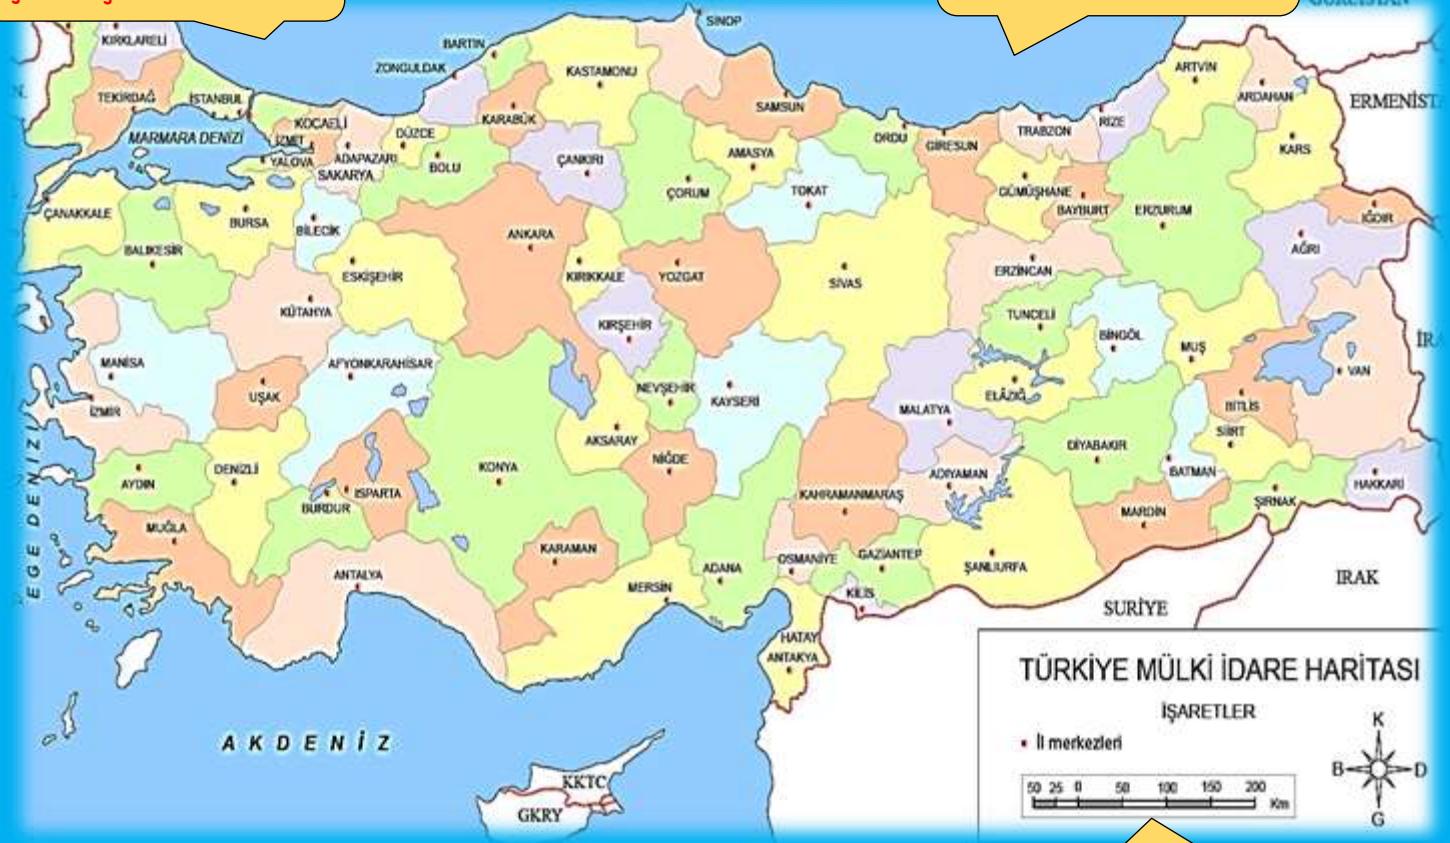 SİNOP
KIRKLARELİ
BARTIN
ZONGULDAK
KASTAMONU
ARTVİN
TEKİRDAĞ
İSTANBUL
SAMSUN
ARDAHAN
KARABÜK
KOCAELİ
DÜZCE
ORDU
GİRESUN
TRABZON
RİZE
MARMARA DENİZİ
İZMİT
KARS
YALOVA
ADAPAZARI
SAKARYA
BOLU
ÇANKIRI
AMASYA
ÇORUM
TOKAT
GÜMÜŞHANE
BAYBURT
ERZURUM
IĞDIR
ÇANAKKALE
BURSA
BİLECİK
ANKARA
AĞRI
BALIKESİR
ESKİŞEHİR
KIRIKKALE
YOZGAT
SİVAS
ERZİNCAN
KÜTAHYA
KIRŞEHİR
TUNCELİ
BİNGÖL
MUŞ
MANİSA
AFYONKARAHİSAR
UŞAK
NEVŞEHİR
KAYSERİ
ELÂZIĞ
VAN
BİTLİS
İZMİR
AKSARAY
MALATYA
SİİRT
DENİZLİ
KONYA
NİĞDE
DİYABAKIR
BATMAN
AYDIN
ISPARTA
BURDUR
KAHRAMANMARAŞ
ADIYAMAN
HAKKARİ
ŞIRNAK
MUĞLA
KARAMAN
MARDİN
EGE DENİZİ
ANTALYA
MERSİN
ADANA
OSMANİYE
GAZİANTEP
ŞANLIURFA
KİLİS
IRAK
SURİYE
HATAY
ANTAKYA
AKDENİZ
KKTC
GKRY
TÜRKİYE MÜLKİ İDARE HARİTASI
İŞARETLER
İl merkezleri
50 25 0 50 100 150 200
Km
K
B D
G